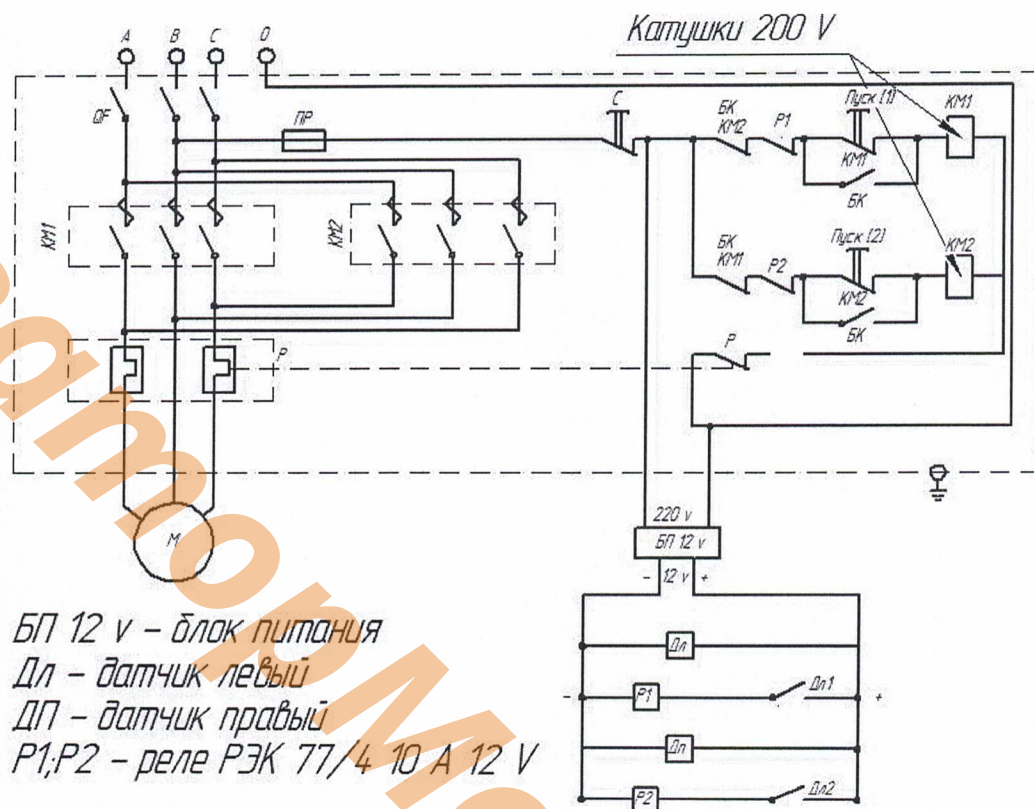 Катушки 200 V
A B C 0
QF
ПР
С
БК
КМ2
Р1
Пуск (1)
КМ1
КМ1
БК
КМ1
КМ2
БК
КМ1
Р2
Пуск (2)
КМ2
КМ2
БК
Р
Р
М
220 v
БП 12 v
- 12 v +
Дл
- Р1 Дл1 +
Дл
Р2 Дл2
БП 12 v – блок питания
Дл – датчик левый
ДП – датчик правый
Р1;Р2 – реле РЭК 77/4 10 А 12 V